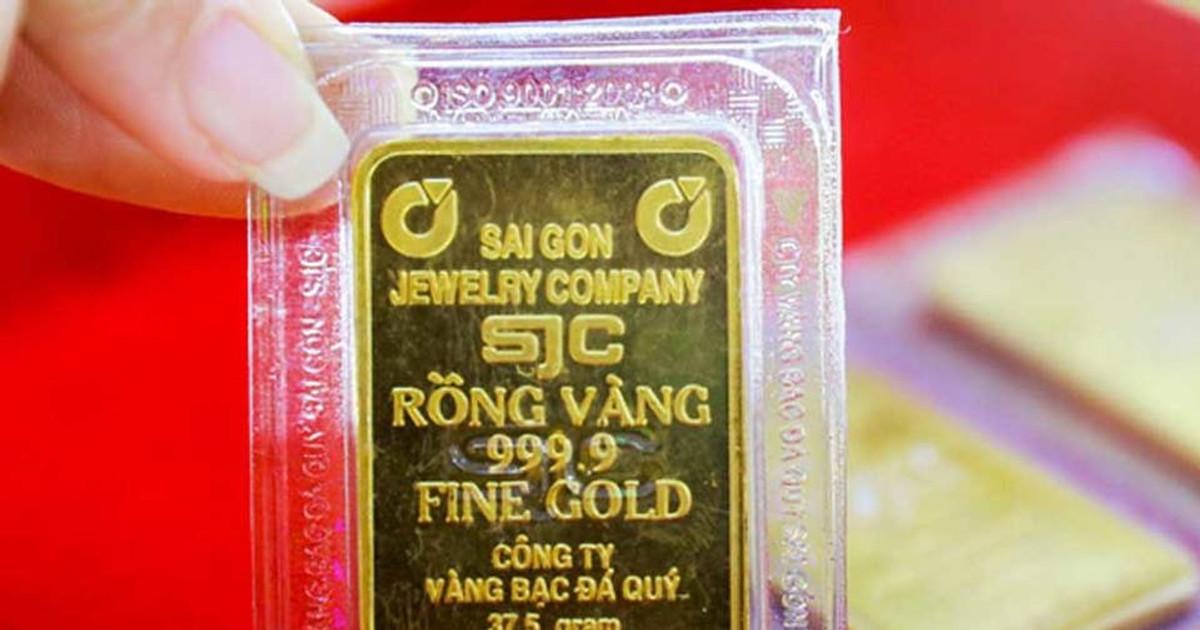 ISO 9001-2008
SAI GON
JEWELRY COMPANY
SJC
RỒNG VÀNG
999.9
FINE GOLD
CÔNG TY
VÀNG BẠC ĐÁ QUÝ
37.5 gram